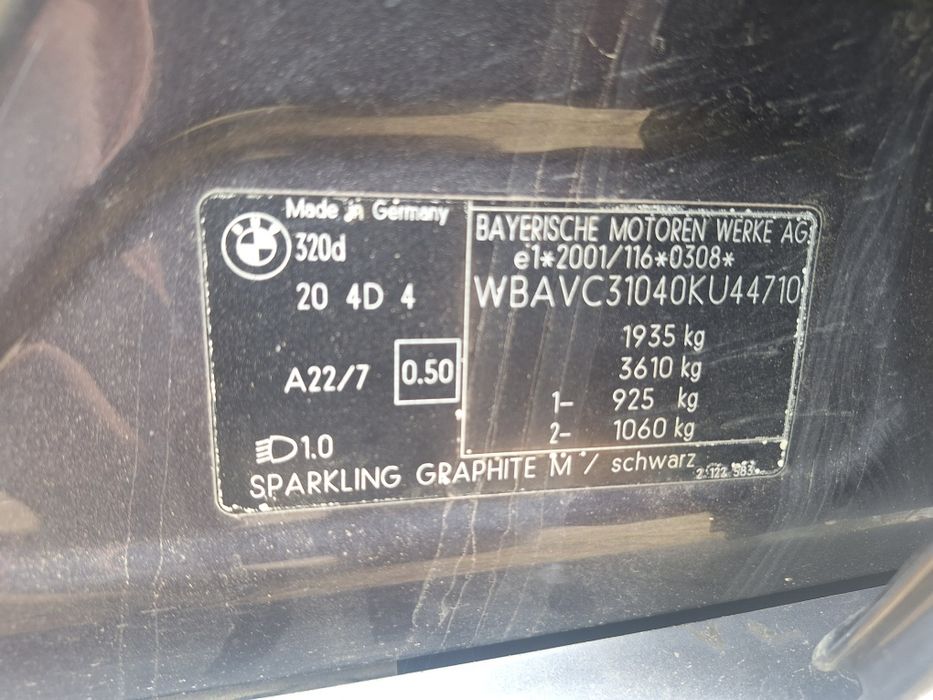 Made in Germany
320d
20 4D 4
A22/7 0.50
1.0
BAYERISCHE MOTOREN WERKE AG
e1*2001/116*0308*
WBAVC31040KU44710
1935 kg
3610 kg
1- 925 kg
2- 1060 kg
SPARKLING GRAPHITE M / schwarz